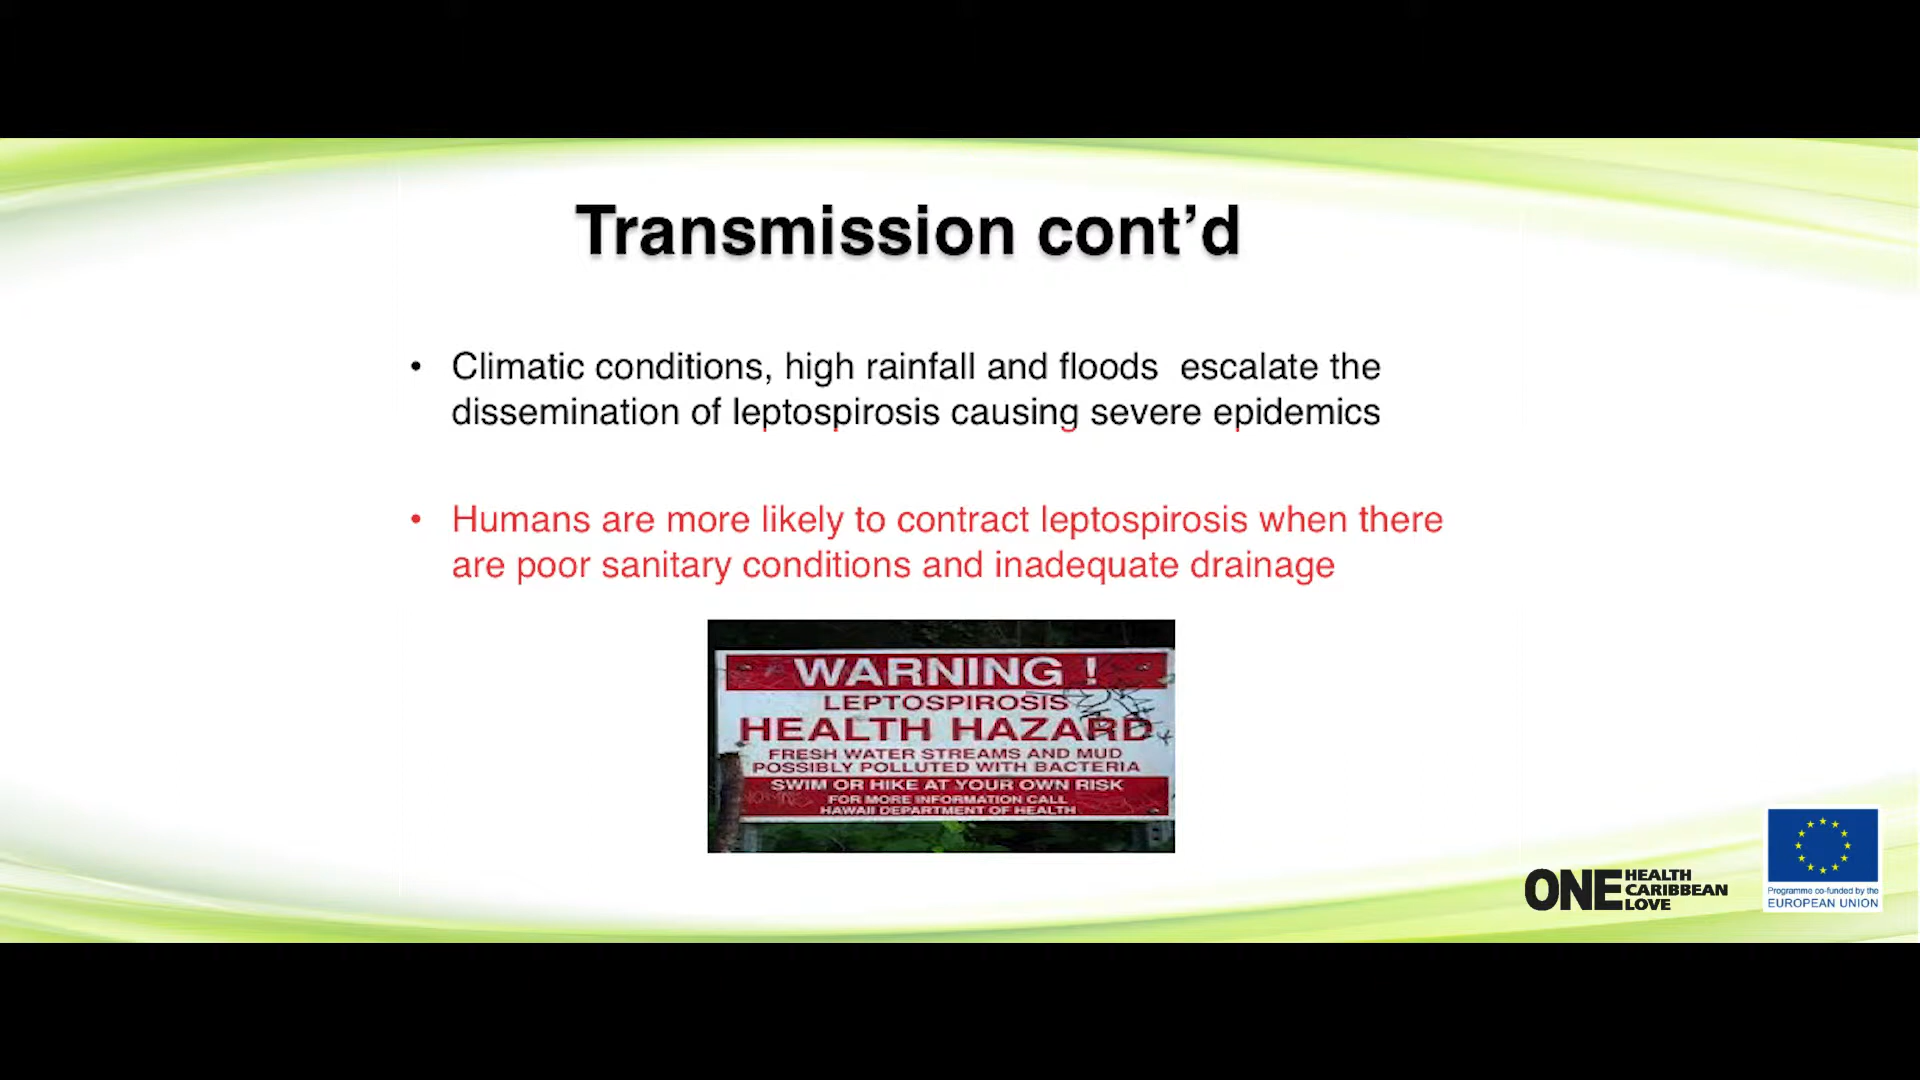 Transmission cont’d
• Climatic conditions, high rainfall and floods escalate the
dissemination of leptospirosis causing severe epidemics
• Humans are more likely to contract leptospirosis when there
are poor sanitary conditions and inadequate drainage
WARNING !
LEPTOSPIROSIS
HEALTH HAZARD
FRESH WATER STREAMS AND MUD
POSSIBLY POLLUTED WITH BACTERIA
SWIM OR HIKE AT YOUR OWN RISK
FOR MORE INFORMATION CALL
HAWAII DEPARTMENT OF HEALTH
ONE HEALTH
CARIBBEAN
LOVE
Programme co-funded by the
EUROPEAN UNION